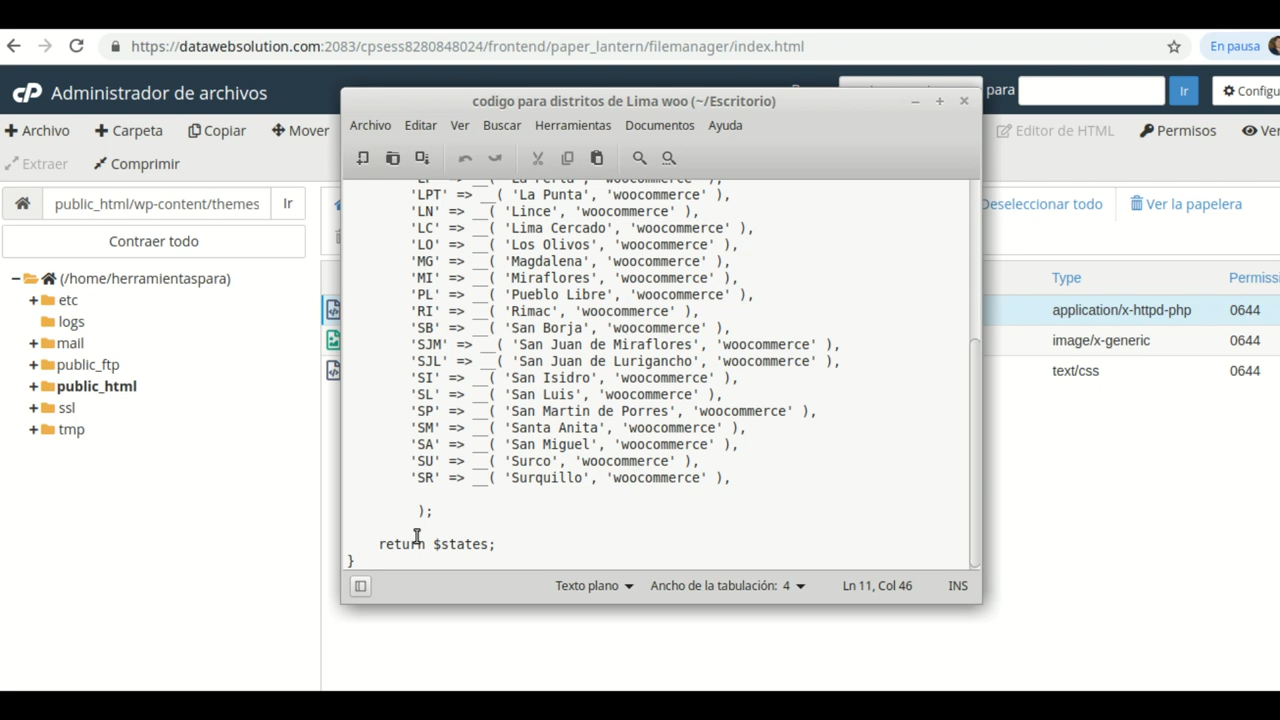 https://datawebsolution.com:2083/cpsess8280848024/frontend/paper_lantern/filemanager/index.html
En pausa
cP Administrador de archivos
para
Ir
Configu
codigo para distritos de Lima woo (~/Escritorio)
Archivo Editar Ver Buscar Herramientas Documentos Ayuda
Archivo Carpeta Copiar Mover
Editor de HTML Permisos Ver
Extraer Comprimir
public_html/wp-content/themes Ir
Deseleccionar todo Ver la papelera
Contraer todo
Type Permiss
(/home/herramientaspara)
etc
logs
mail
public_ftp
public_html
ssl
tmp
application/x-httpd-php 0644
image/x-generic 0644
text/css 0644
'LP' => __( 'La Perla', 'woocommerce' ),
'LPT' => __( 'La Punta', 'woocommerce' ),
'LN' => __( 'Lince', 'woocommerce' ),
'LC' => __( 'Lima Cercado', 'woocommerce' ),
'LO' => __( 'Los Olivos', 'woocommerce' ),
'MG' => __( 'Magdalena', 'woocommerce' ),
'MI' => __( 'Miraflores', 'woocommerce' ),
'PL' => __( 'Pueblo Libre', 'woocommerce' ),
'RI' => __( 'Rimac', 'woocommerce' ),
'SB' => __( 'San Borja', 'woocommerce' ),
'SJM' => __( 'San Juan de Miraflores', 'woocommerce' ),
'SJL' => __( 'San Juan de Lurigancho', 'woocommerce' ),
'SI' => __( 'San Isidro', 'woocommerce' ),
'SL' => __( 'San Luis', 'woocommerce' ),
'SP' => __( 'San Martin de Porres', 'woocommerce' ),
'SM' => __( 'Santa Anita', 'woocommerce' ),
'SA' => __( 'San Miguel', 'woocommerce' ),
'SU' => __( 'Surco', 'woocommerce' ),
'SR' => __( 'Surquillo', 'woocommerce' ),
);
return $states;
}
Texto plano Ancho de la tabulación: 4 Ln 11, Col 46 INS